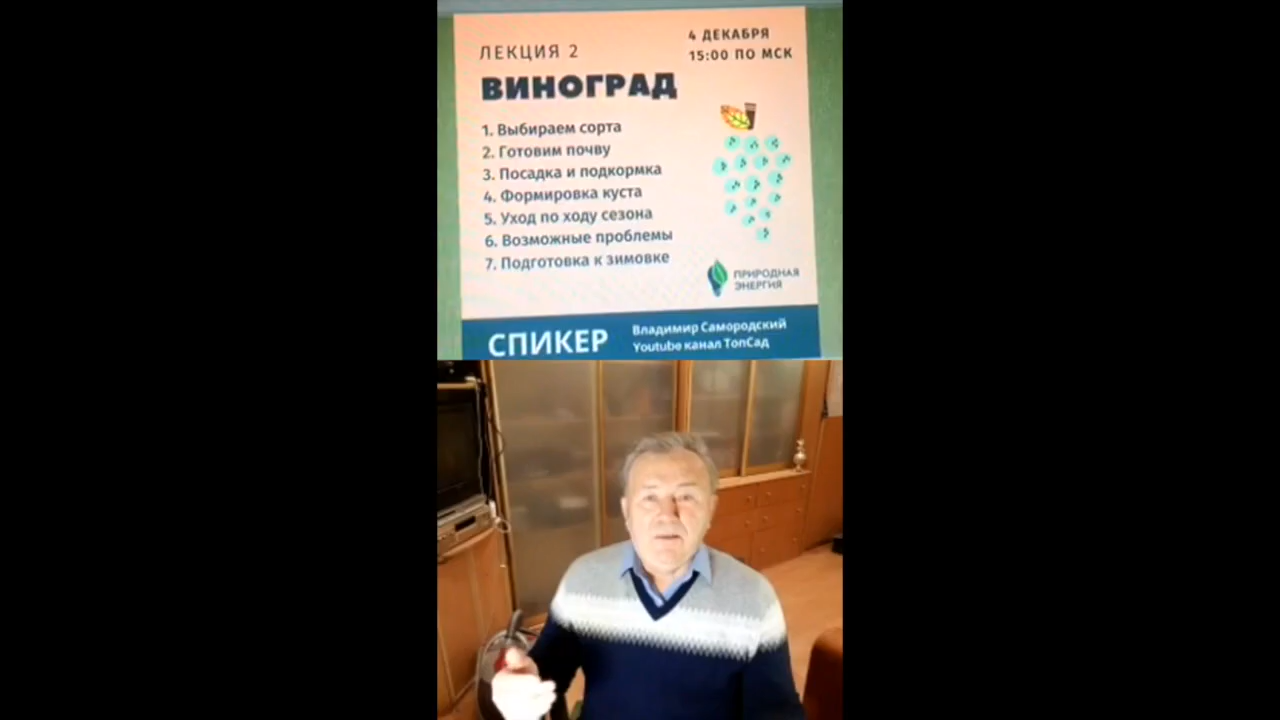 ЛЕКЦИЯ 2
4 ДЕКАБРЯ
15:00 ПО МСК
ВИНОГРАД
1. Выбираем сорта
2. Готовим почву
3. Посадка и подкормка
4. Формировка куста
5. Уход по ходу сезона
6. Возможные проблемы
7. Подготовка к зимовке
ПРИРОДНАЯ
ЭНЕРГИЯ
СПИКЕР
Владимир Самородский
Youtube канал ТопСад